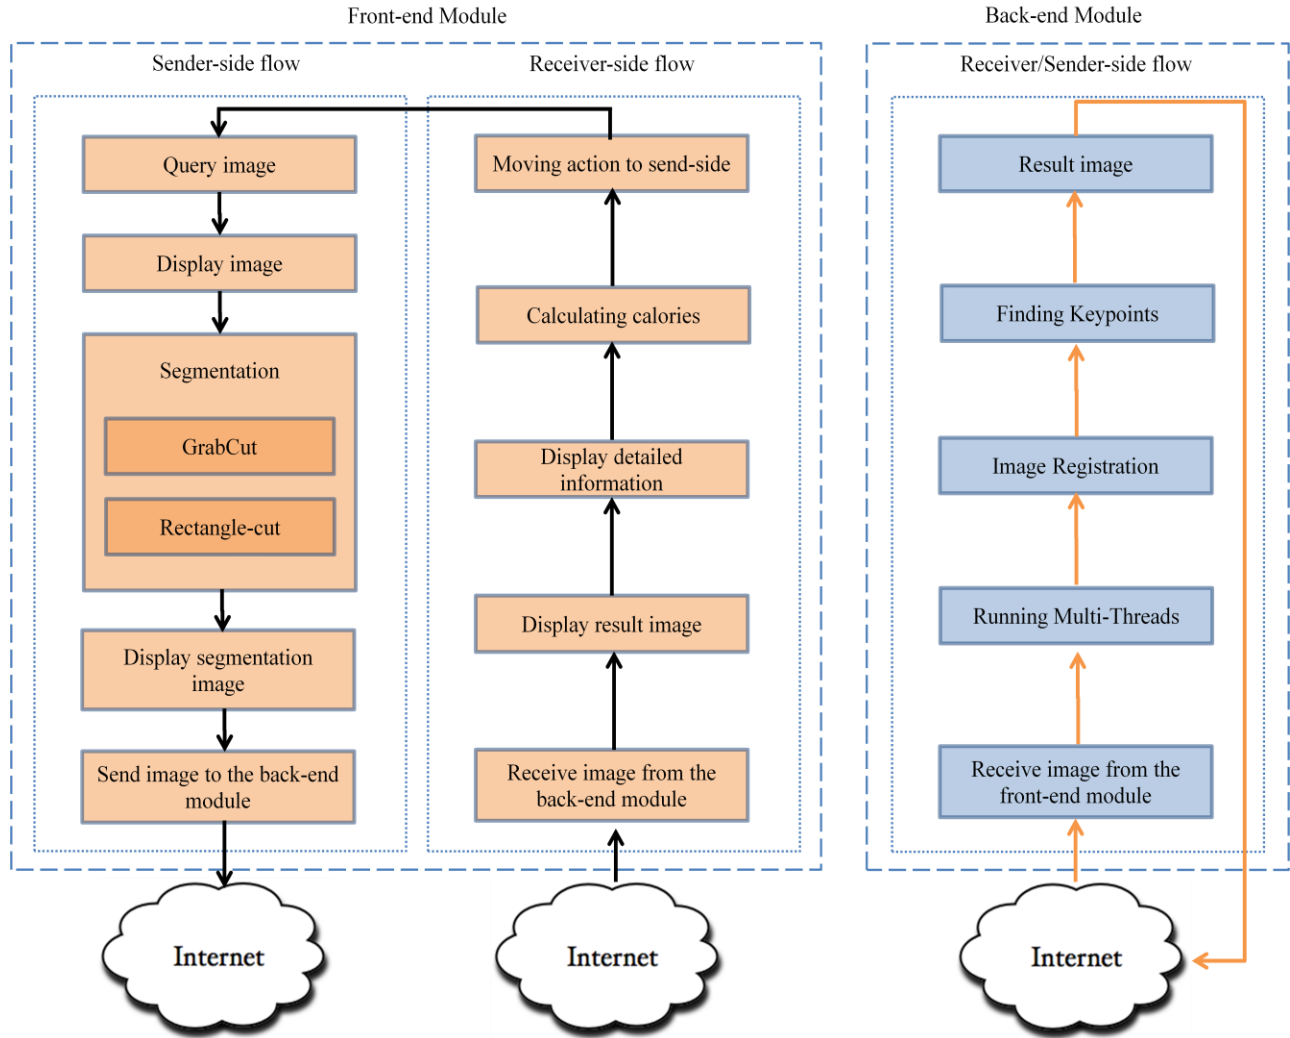 Front-end Module
Back-end Module
Sender-side flow
Receiver-side flow
Receiver/Sender-side flow
Query image
Display image
Segmentation
GrabCut
Rectangle-cut
Display segmentation
image
Send image to the back-end
module
Internet
Moving action to send-side
Calculating calories
Display detailed
information
Display result image
Receive image from the
back-end module
Internet
Result image
Finding Keypoints
Image Registration
Running Multi-Threads
Receive image from the
front-end module
Internet